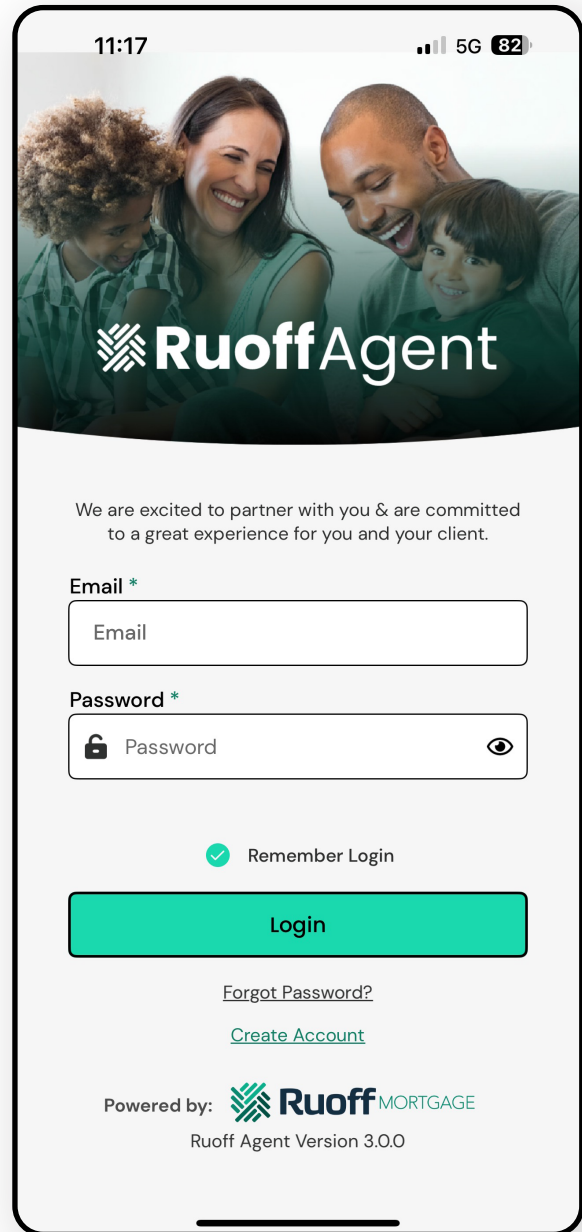 11:17
5G 82
RuoffAgent
We are excited to partner with you & are committed
to a great experience for you and your client.
Email *
Email
Password *
Password
Remember Login
Login
Forgot Password?
Create Account
Powered by: Ruoff MORTGAGE
Ruoff Agent Version 3.0.0